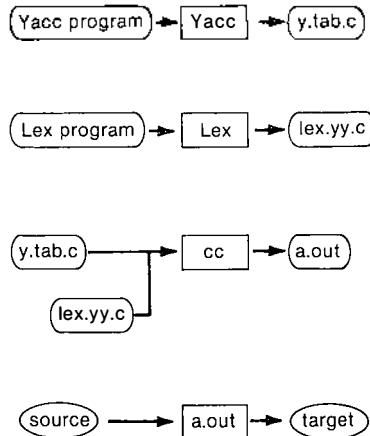 Yacc program Yacc y.tab.c
Lex program Lex lex.yy.c
y.tab.c cc a.out
lex.yy.c
source a.out target